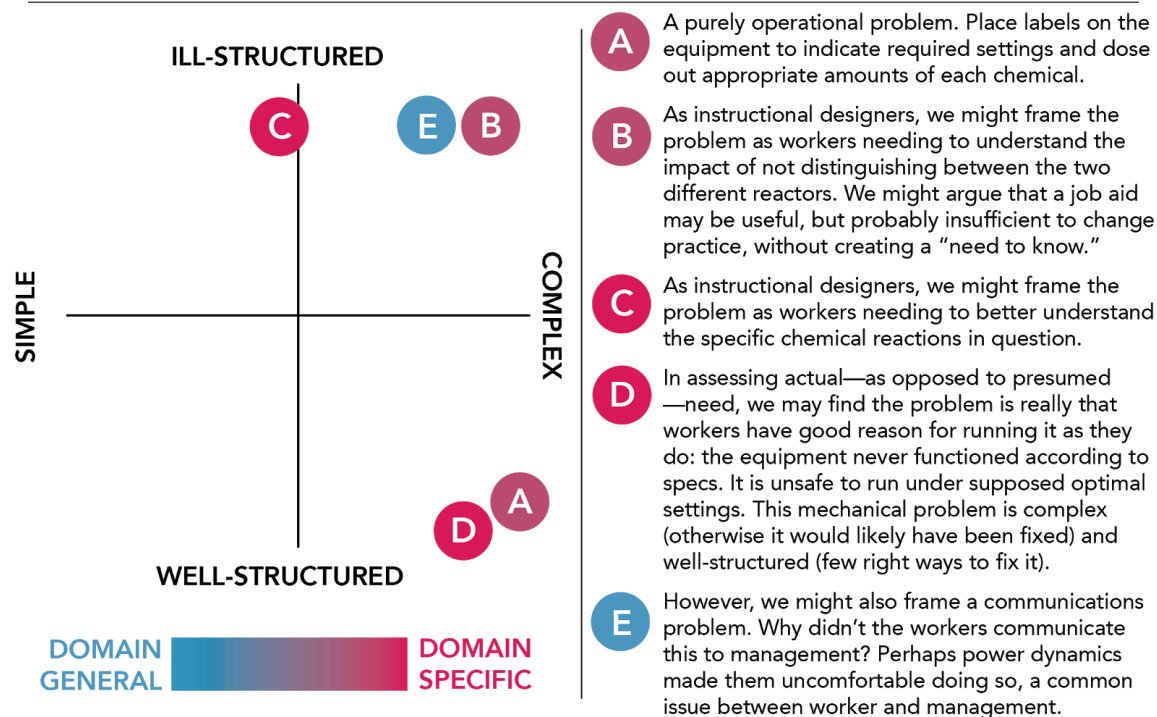 ILL-STRUCTURED
C
E
B
SIMPLE
COMPLEX
A
D
WELL-STRUCTURED
DOMAIN
GENERAL
DOMAIN
SPECIFIC
A
A purely operational problem. Place labels on the
equipment to indicate required settings and dose
out appropriate amounts of each chemical.
B
As instructional designers, we might frame the
problem as workers needing to understand the
impact of not distinguishing between the two
different reactors. We might argue that a job aid
may be useful, but probably insufficient to change
practice, without creating a “need to know.”
C
As instructional designers, we might frame the
problem as workers needing to better understand
the specific chemical reactions in question.
D
In assessing actual—as opposed to presumed
—need, we may find the problem is really that
workers have good reason for running it as they
do: the equipment never functioned according to
specs. It is unsafe to run under supposed optimal
settings. This mechanical problem is complex
(otherwise it would likely have been fixed) and
well-structured (few right ways to fix it).
E
However, we might also frame a communications
problem. Why didn’t the workers communicate
this to management? Perhaps power dynamics
made them uncomfortable doing so, a common
issue between worker and management.